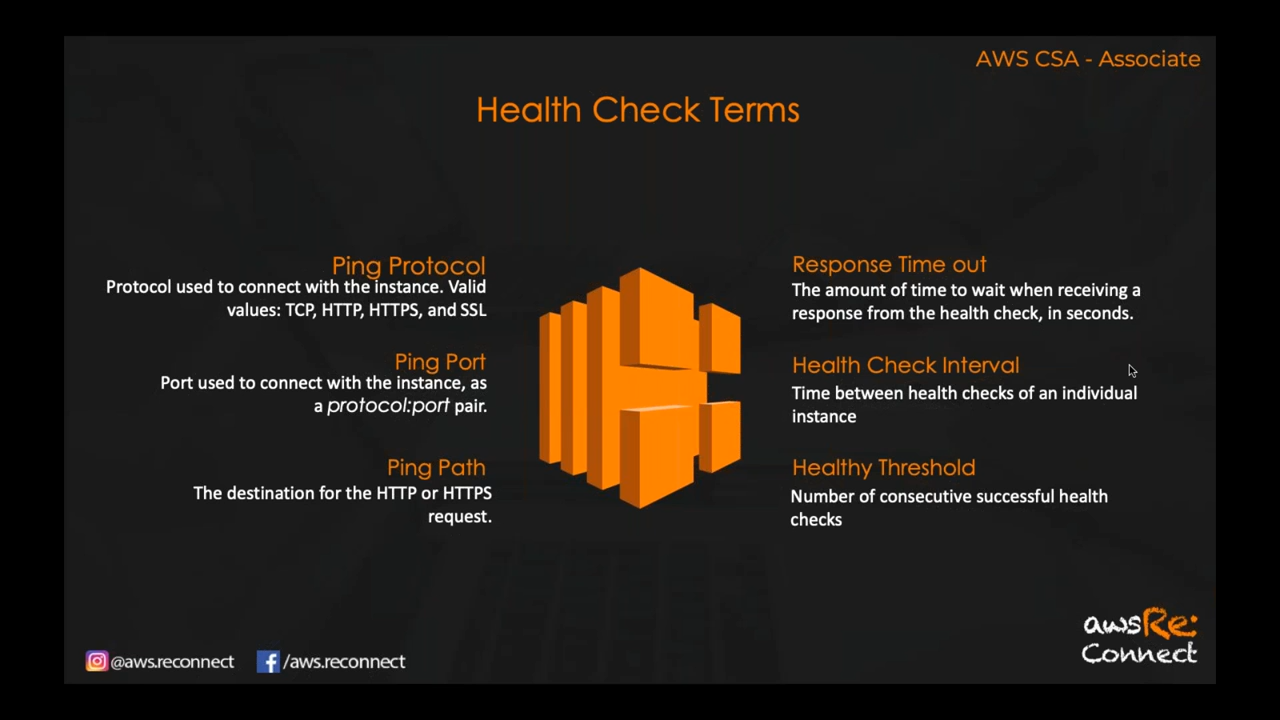 AWS CSA - Associate
Health Check Terms
Ping Protocol
Protocol used to connect with the instance. Valid
values: TCP, HTTP, HTTPS, and SSL
Ping Port
Port used to connect with the instance, as
a protocol:port pair.
Ping Path
The destination for the HTTP or HTTPS
request.
Response Time out
The amount of time to wait when receiving a
response from the health check, in seconds.
Health Check Interval
Time between health checks of an individual
instance
Healthy Threshold
Number of consecutive successful health
checks
@aws.reconnect
/aws.reconnect
awsRe:
Connect